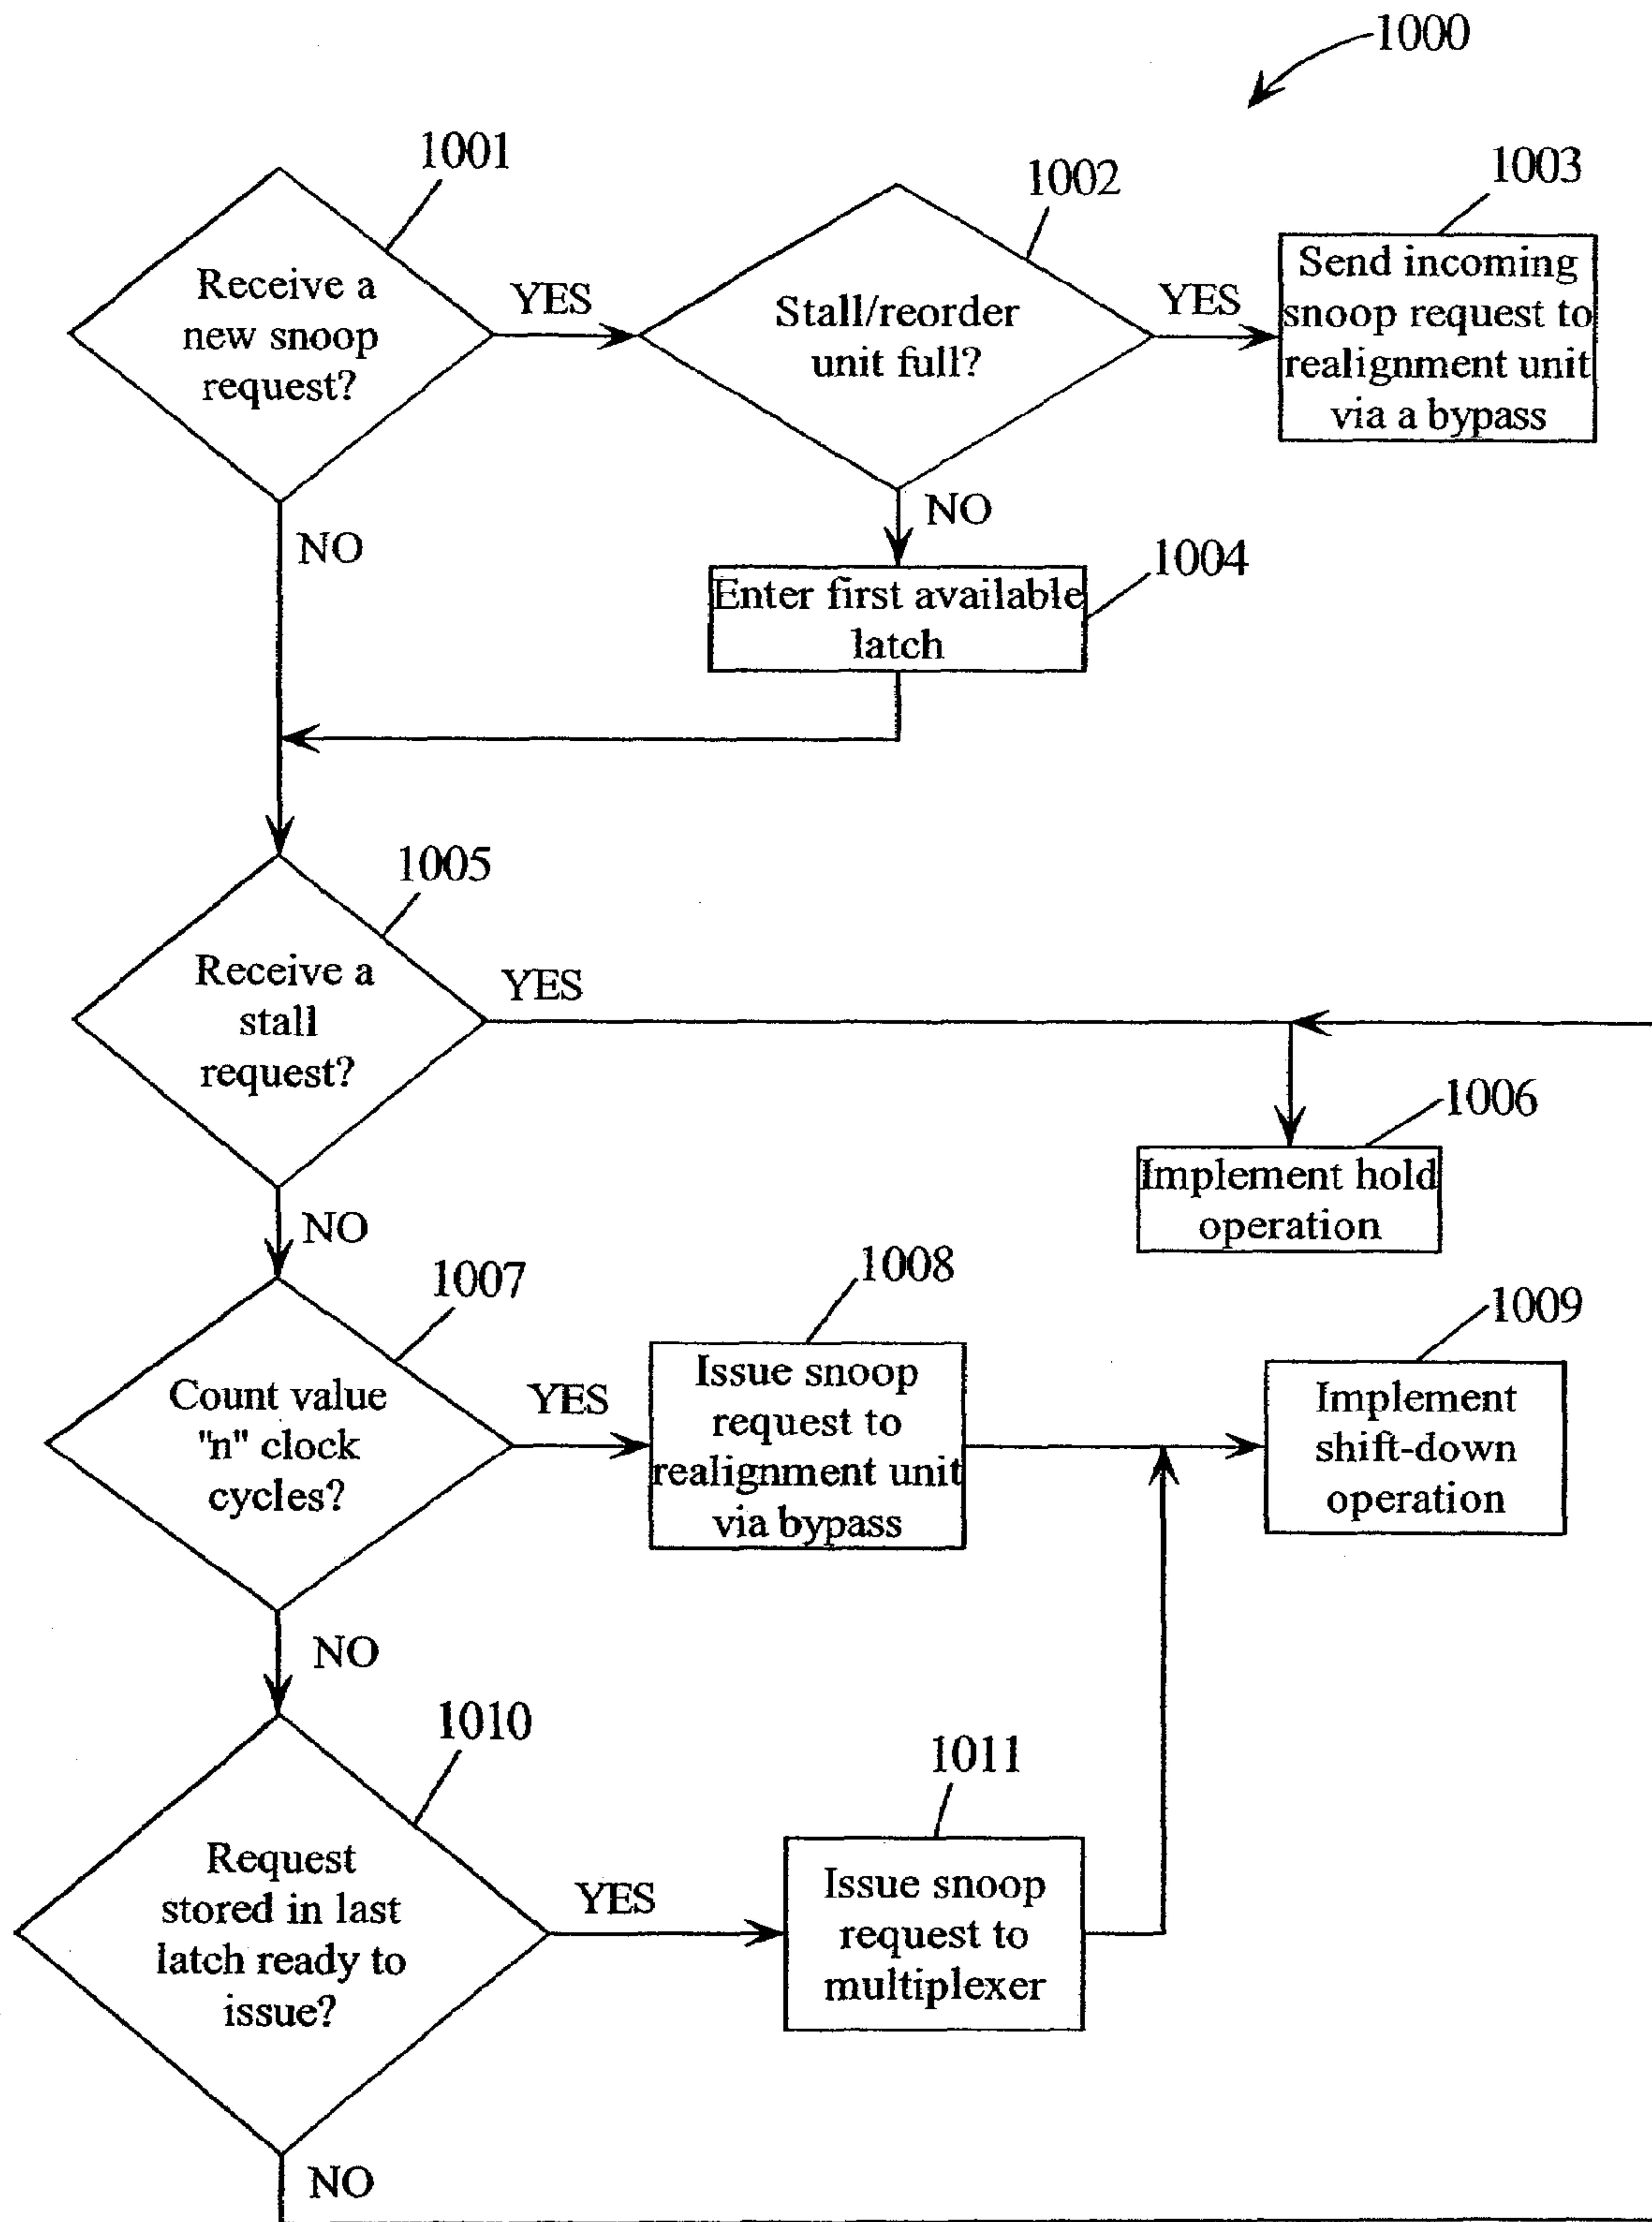 1000
1001
1002
1003
Receive a
new snoop
request?
YES
Stall/reorder
unit full?
YES
Send incoming
snoop request to
realignment unit
via a bypass
NO
NO
1004
Enter first available
latch
1005
Receive a
stall
request?
YES
1006
Implement hold
operation
NO
1007
1008
1009
Count value
"n" clock
cycles?
YES
Issue snoop
request to
realignment unit
via bypass
Implement
shift-down
operation
NO
1010
1011
Request
stored in last
latch ready to
issue?
YES
Issue snoop
request to
multiplexer
NO